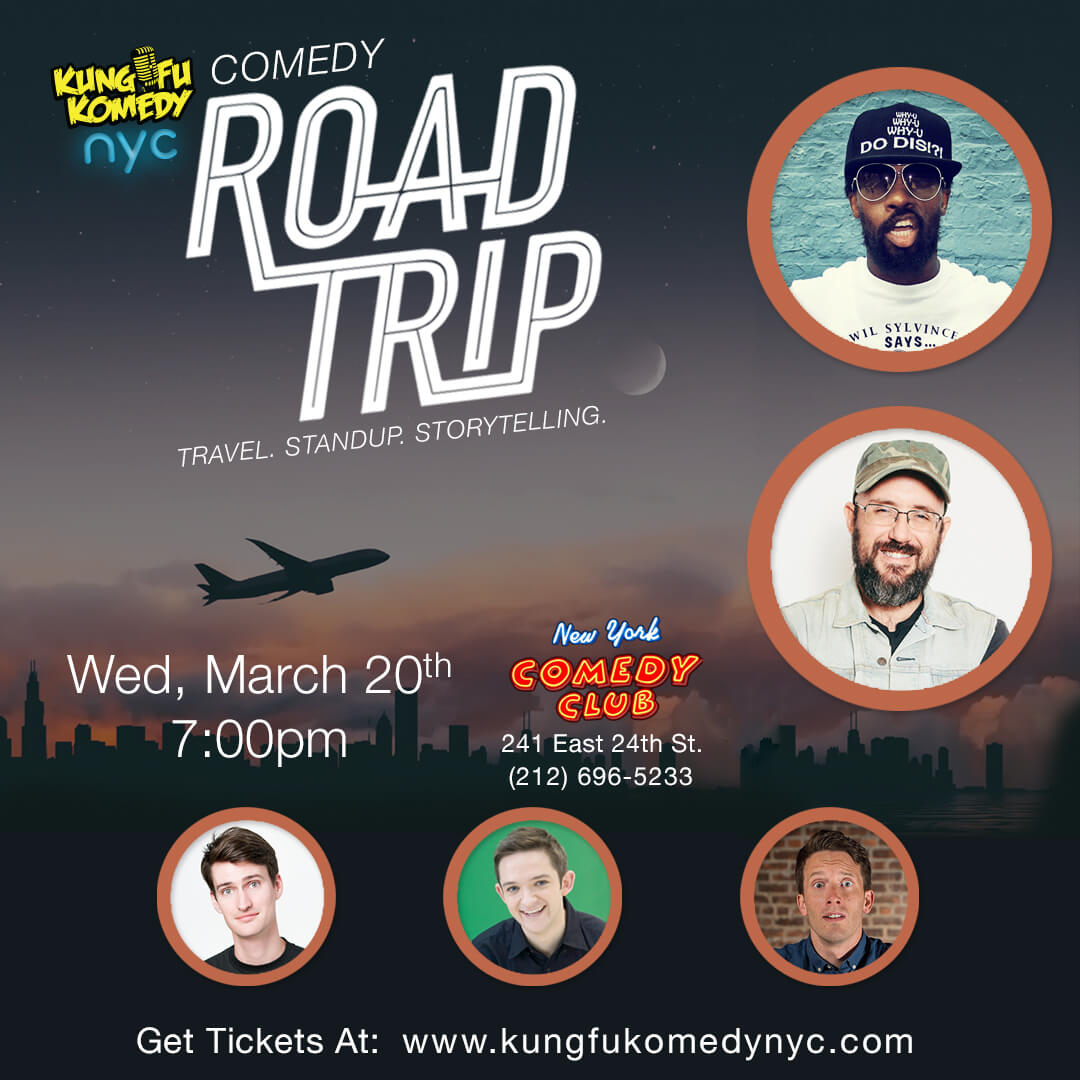 KUNG FU
KOMEDY
nyc
COMEDY
ROAD
TRIP
TRAVEL. STANDUP. STORYTELLING.
WHY-U
WHY-U
WHY-U
DO DIS!?!
WIL SYLVINCE
SAYS...
Wed, March 20th
7:00pm
New York
COMEDY
CLUB
241 East 24th St.
(212) 696-5233
Get Tickets At: www.kungfukomedynyc.com